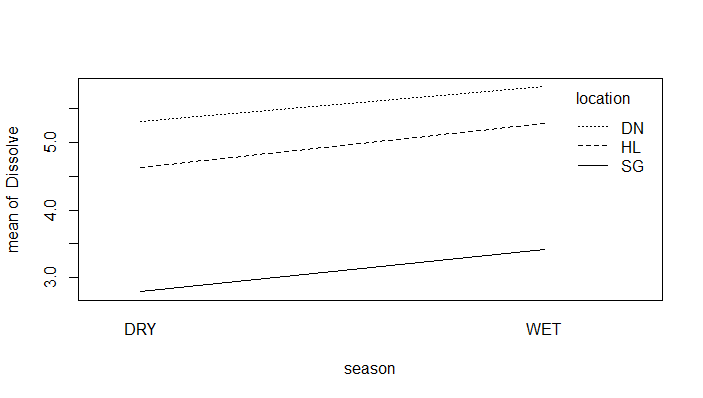 location
DN
HL
SG
mean of Dissolve
5.0
4.0
3.0
DRY WET
season